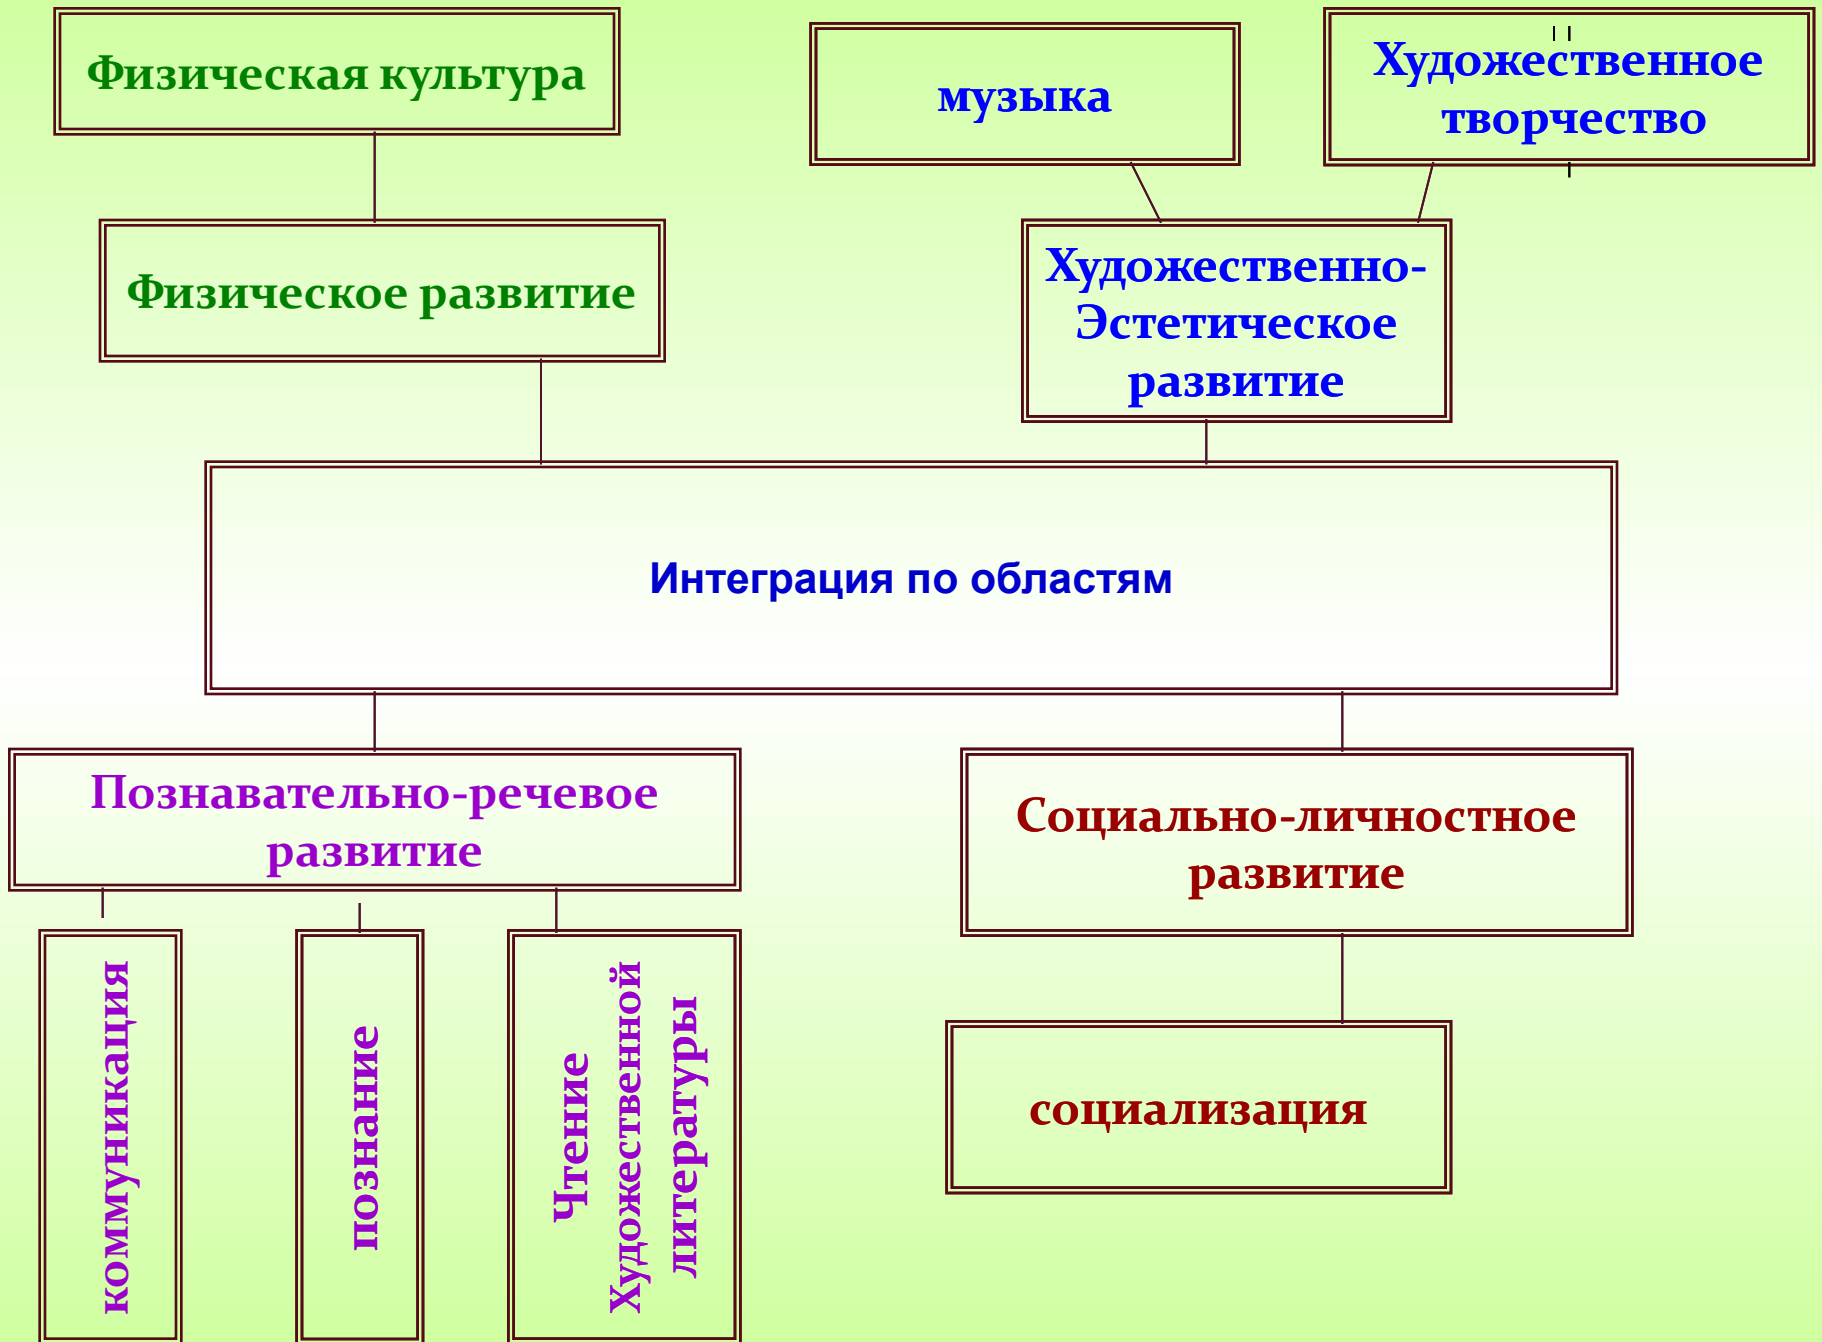 Физическая культура
музыка
Художественное
творчество
Физическое развитие
Художественно-
Эстетическое
развитие
Интеграция по областям
Познавательно-речевое
развитие
Социально-личностное
развитие
коммуникация
познание
Чтение
Художественной
литературы
социализация